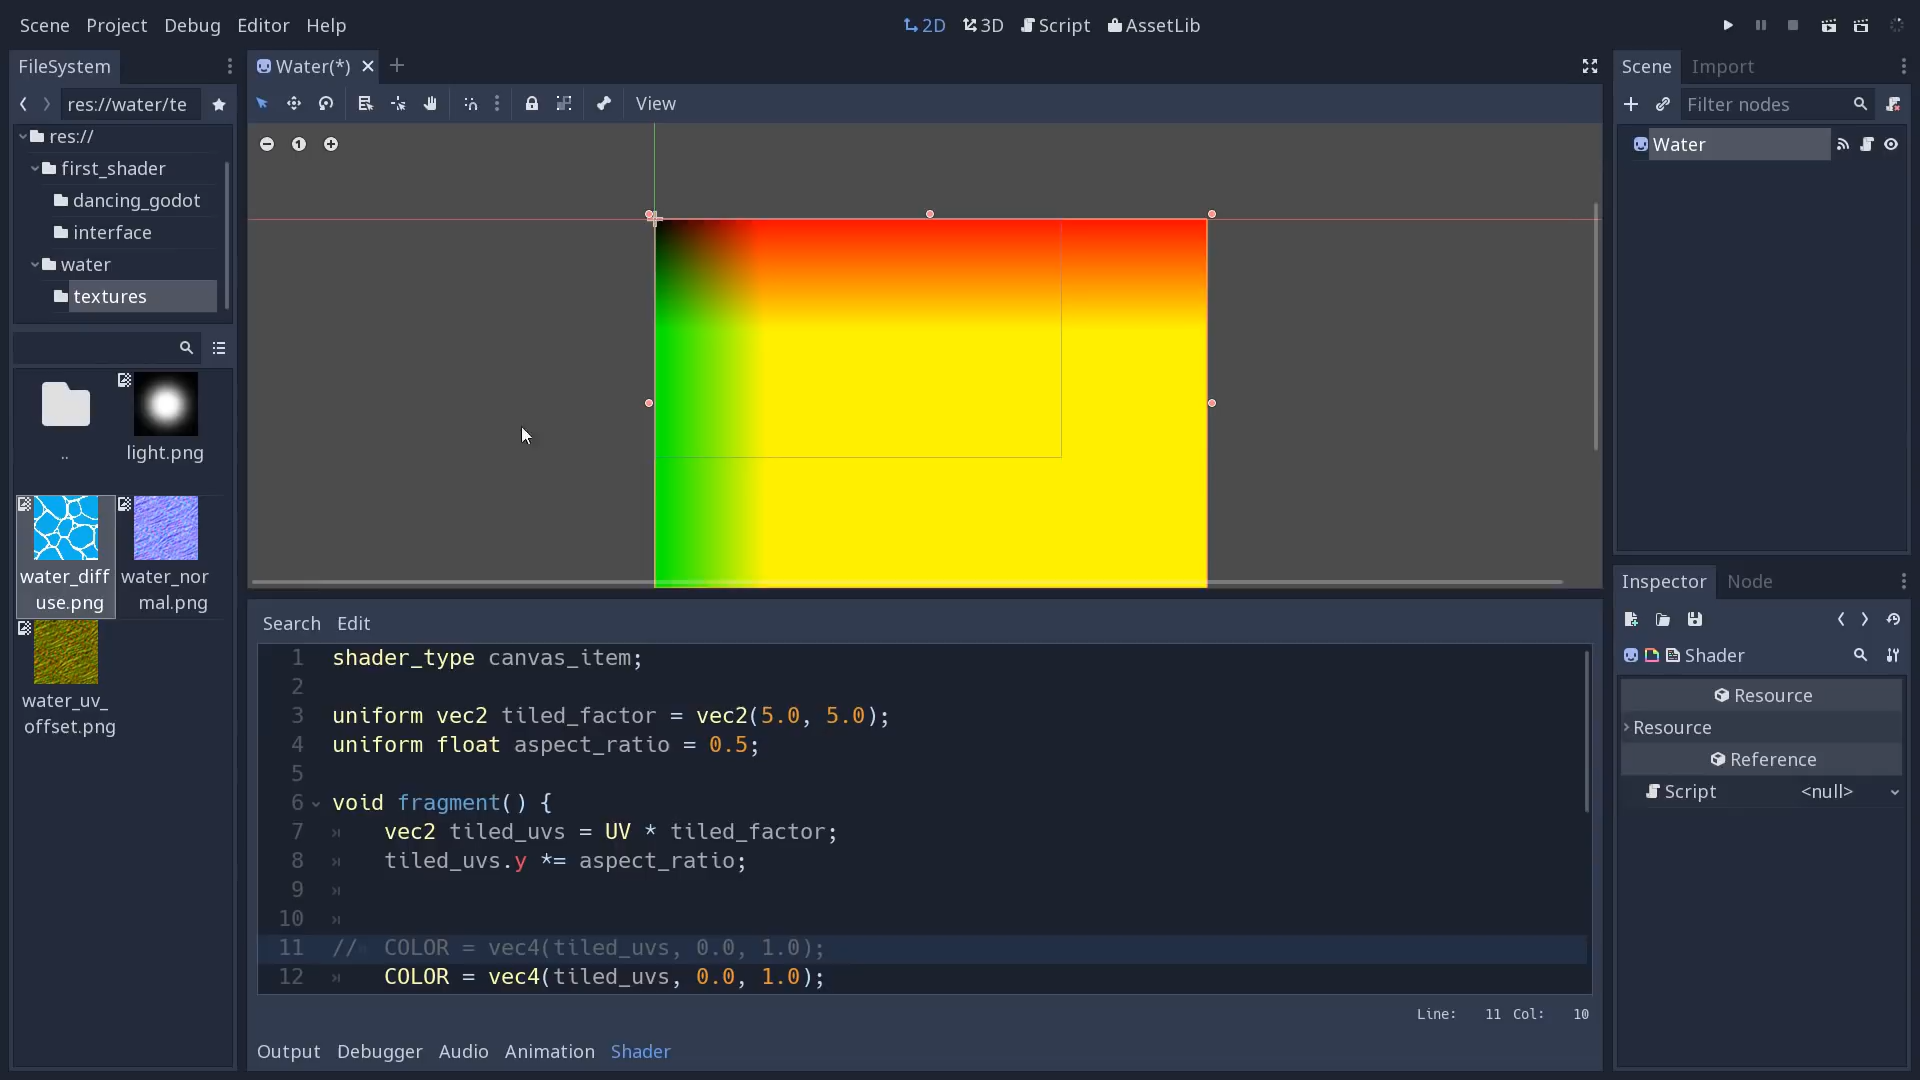 Scene Project Debug Editor Help
2D 3D Script AssetLib
FileSystem
res://water/te
res://
first_shader
dancing_godot
interface
water
textures
..
light.png
water_diff
use.png
water_nor
mal.png
water_uv_
offset.png
Water(*)
View
1
Search Edit
1 shader_type canvas_item;
2
3 uniform vec2 tiled_factor = vec2(5.0, 5.0);
4 uniform float aspect_ratio = 0.5;
5
6 void fragment() {
7 vec2 tiled_uvs = UV * tiled_factor;
8 tiled_uvs.y *= aspect_ratio;
9
10
11 // COLOR = vec4(tiled_uvs, 0.0, 1.0);
12 COLOR = vec4(tiled_uvs, 0.0, 1.0);
Line: 11 Col: 10
Output Debugger Audio Animation Shader
Scene Import
Filter nodes
Water
Inspector Node
Shader
Resource
Resource
Reference
Script <null>